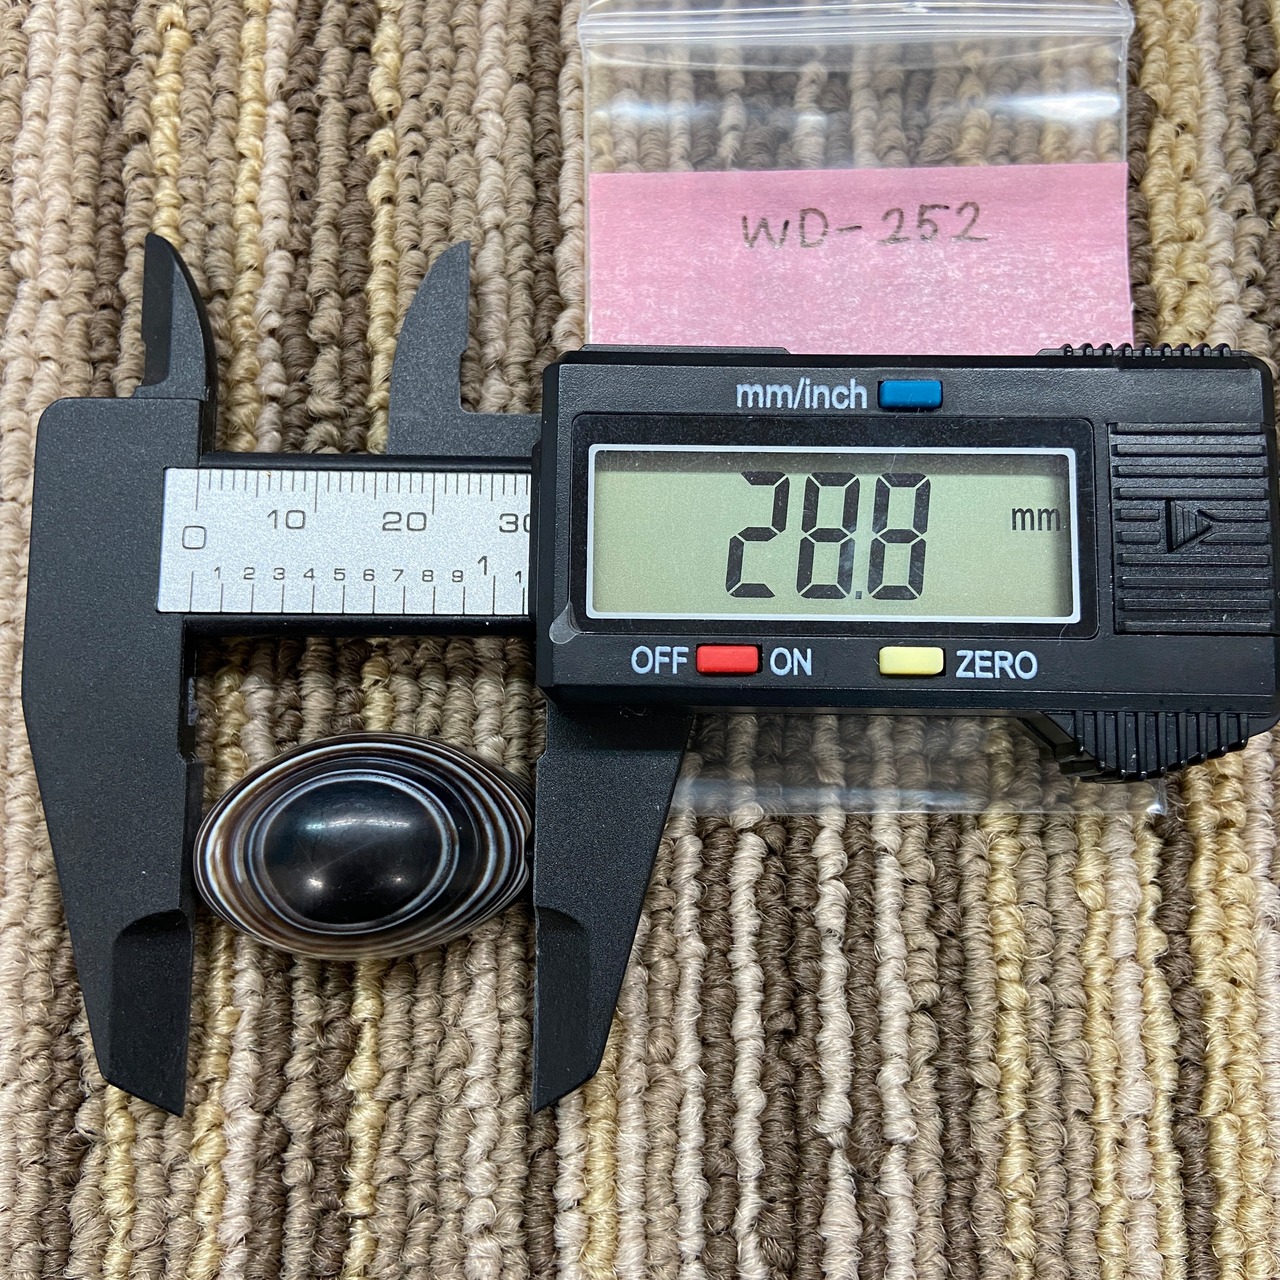 WD-252
mm/inch
28.8 mm
OFF ON ZERO
0 10 20 30
1 2 3 4 5 6 7 8 9 1 1